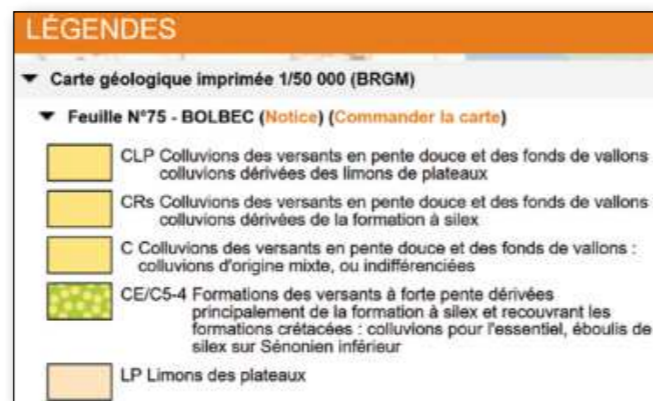 LÉGENDES
Carte géologique imprimée 1/50 000 (BRGM)
Feuille N°75 - BOLBEC (Notice) (Commander la carte)
CLP Colluvions des versants en pente douce et des fonds de vallons
colluvions dérivées des limons de plateaux
CRs Colluvions des versants en pente douce et des fonds de vallons
colluvions dérivées de la formation à silex
C Colluvions des versants en pente douce et des fonds de vallons :
colluvions d'origine mixte, ou indifférenciées
CE/C5-4 Formations des versants à forte pente dérivées
principalement de la formation à silex et recouvrant les
formations crétacées : colluvions pour l'essentiel, éboulis de
silex sur Sénonien inférieur
LP Limons des plateaux